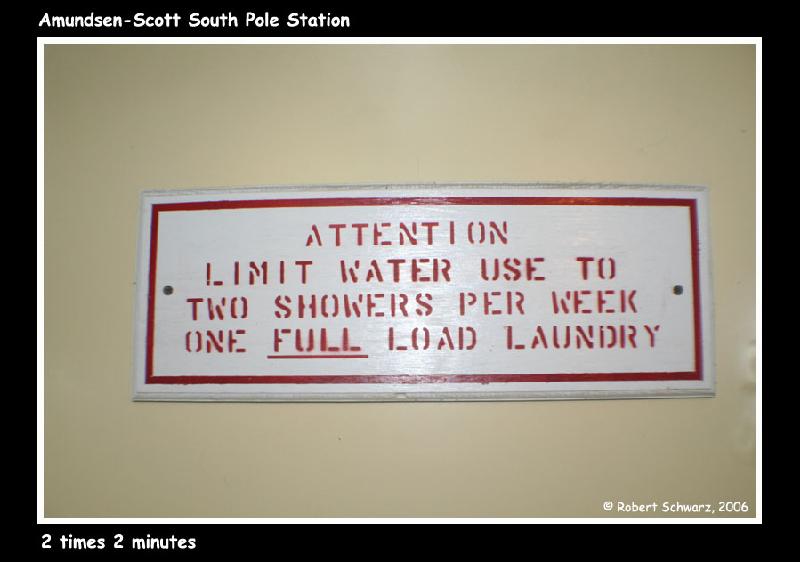 Amundsen-Scott South Pole Station
ATTENTION
LIMIT WATER USE TO
TWO SHOWERS PER WEEK
ONE FULL LOAD LAUNDRY
© Robert Schwarz, 2006
2 times 2 minutes